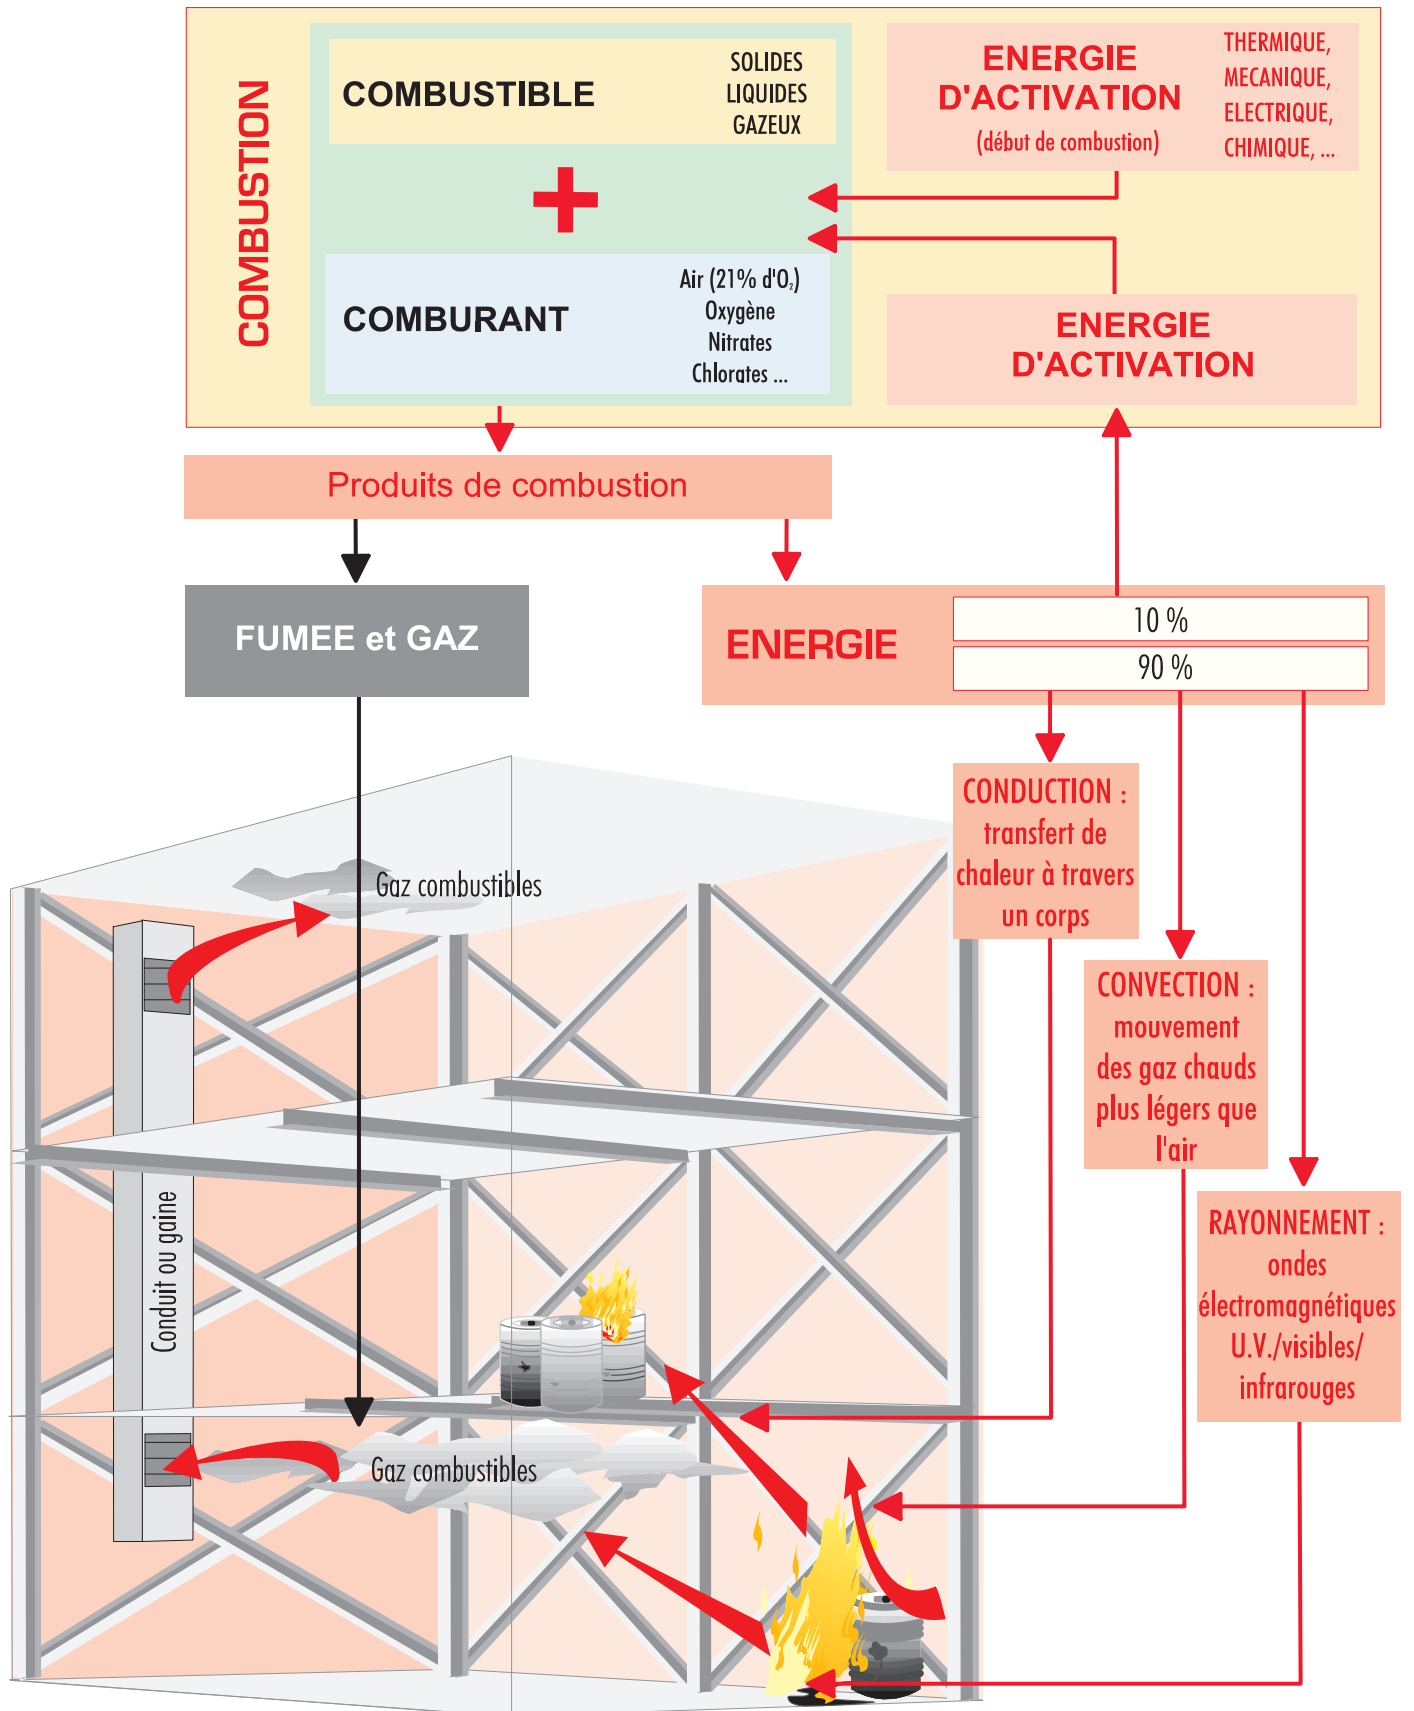 COMBUSTION
COMBUSTIBLE
SOLIDES
LIQUIDES
GAZEUX
ENERGIE
D'ACTIVATION
(début de combustion)
THERMIQUE,
MECANIQUE,
ELECTRIQUE,
CHIMIQUE, ...
COMBURANT
Air (21% d'O₂)
Oxygène
Nitrates
Chlorates ...
ENERGIE
D'ACTIVATION
Produits de combustion
FUMEE et GAZ
ENERGIE
10 %
90 %
CONDUCTION :
transfert de
chaleur à travers
un corps
CONVECTION :
mouvement
des gaz chauds
plus légers que
l'air
RAYONNEMENT :
ondes
électromagnétiques
U.V./visibles/
infrarouges
Gaz combustibles
Conduit ou gaine
Gaz combustibles